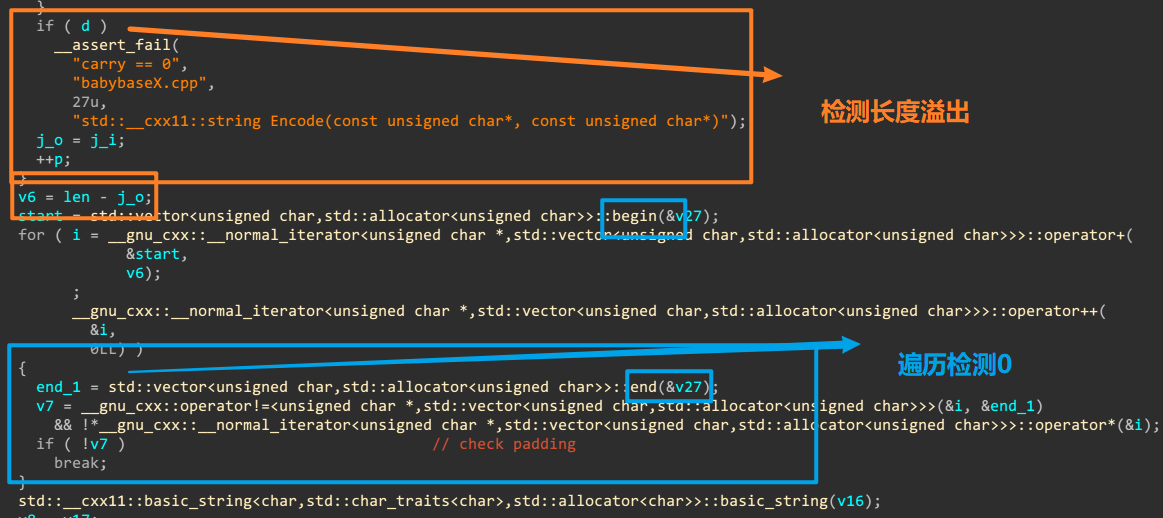 }
if ( d )
__assert_fail(
"carry == 0",
"babybaseX.cpp",
27u,
"std::__cxx11::string Encode(const unsigned char*, const unsigned char*)");
检测长度溢出
j_o = j_i;
++p;
}
v6 = len - j_o;
start = std::vector<unsigned char,std::allocator<unsigned char>>::begin(&v27);
for ( i = __gnu_cxx::__normal_iterator<unsigned char *,std::vector<unsigned char,std::allocator<unsigned char>>>::operator+(
&start,
v6);
;
__gnu_cxx::__normal_iterator<unsigned char *,std::vector<unsigned char,std::allocator<unsigned char>>>::operator++(
&i,
0LL) )
{
遍历检测0
end_1 = std::vector<unsigned char,std::allocator<unsigned char>>::end(&v27);
v7 = __gnu_cxx::operator!=<unsigned char *,std::vector<unsigned char,std::allocator<unsigned char>>>(&i, &end_1)
&& !*__gnu_cxx::__normal_iterator<unsigned char *,std::vector<unsigned char,std::allocator<unsigned char>>>::operator*(&i);
if ( !v7 ) // check padding
break;
}
std::__cxx11::basic_string<char,std::char_traits<char>,std::allocator<char>>::basic_string(v16);